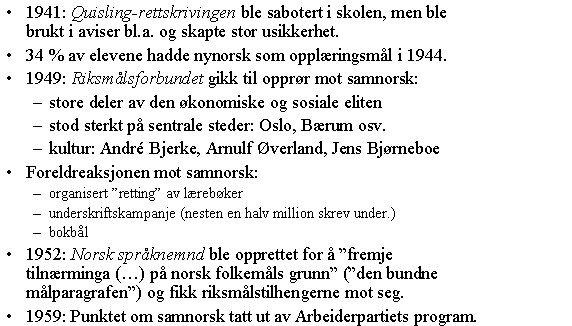 • 1941: Quisling-rettskrivingen ble sabotert i skolen, men ble
brukt i aviser bl.a. og skapte stor usikkerhet.
• 34 % av elevene hadde nynorsk som opplæringsmål i 1944.
• 1949: Riksmålsforbundet gikk til opprør mot samnorsk:
– store deler av den økonomiske og sosiale eliten
– stod sterkt på sentrale steder: Oslo, Bærum osv.
– kultur: André Bjerke, Arnulf Øverland, Jens Bjørneboe
• Foreldreaksjonen mot samnorsk:
– organisert ”retting” av lærebøker
– underskriftskampanje (nesten en halv million skrev under.)
– bokbål
• 1952: Norsk språknemnd ble opprettet for å ”fremje
tilnærminga (…) på norsk folkemåls grunn” (”den bundne
målparagrafen”) og fikk riksmålstilhengerne mot seg.
• 1959: Punktet om samnorsk tatt ut av Arbeiderpartiets program.